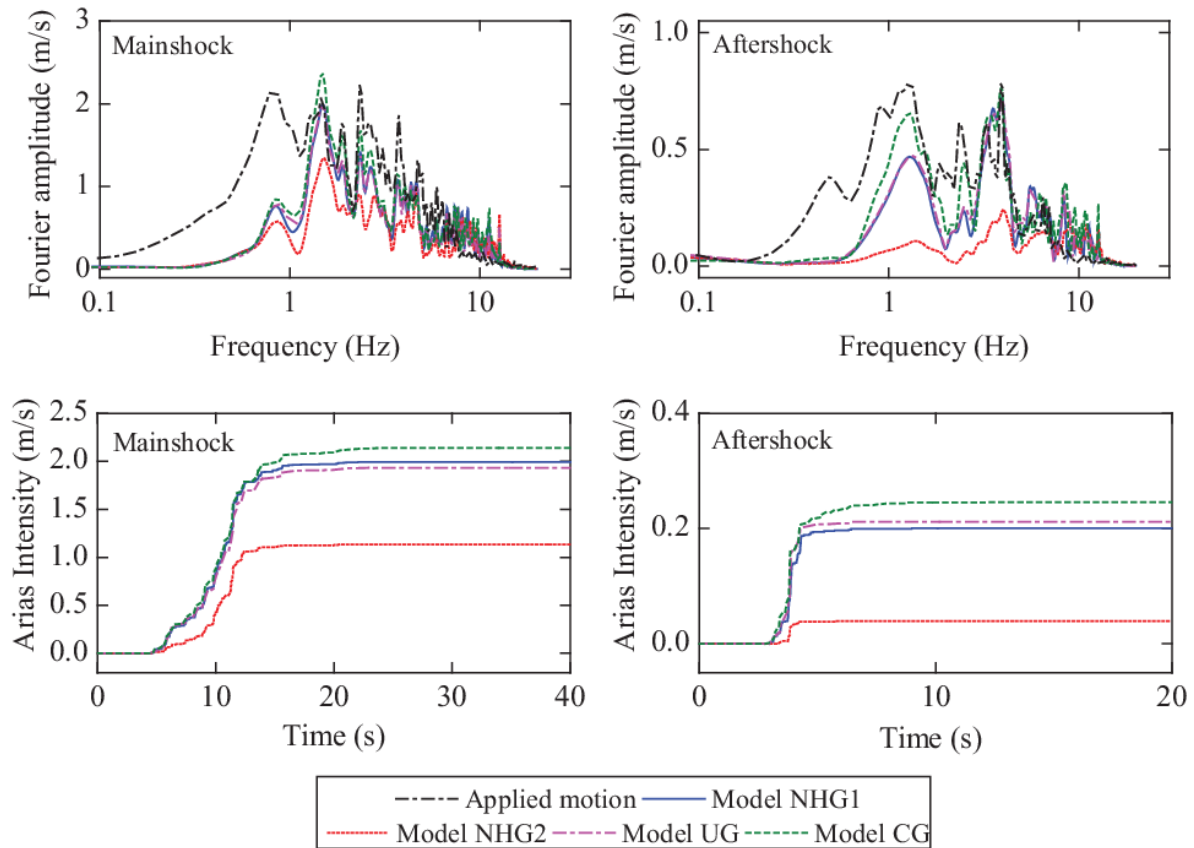 Mainshock
Fourier amplitude (m/s)
3
2
1
0
0.1
1
10
Frequency (Hz)
Aftershock
Fourier amplitude (m/s)
1.0
0.5
0.0
0.1
1
10
Frequency (Hz)
Mainshock
Arias Intensity (m/s)
2.5
2.0
1.5
1.0
0.5
0.0
0
10
20
30
40
Time (s)
Aftershock
Arias Intensity (m/s)
0.4
0.2
0.0
0
10
20
Time (s)
Applied motion Model NHG1
Model NHG2 Model UG Model CG